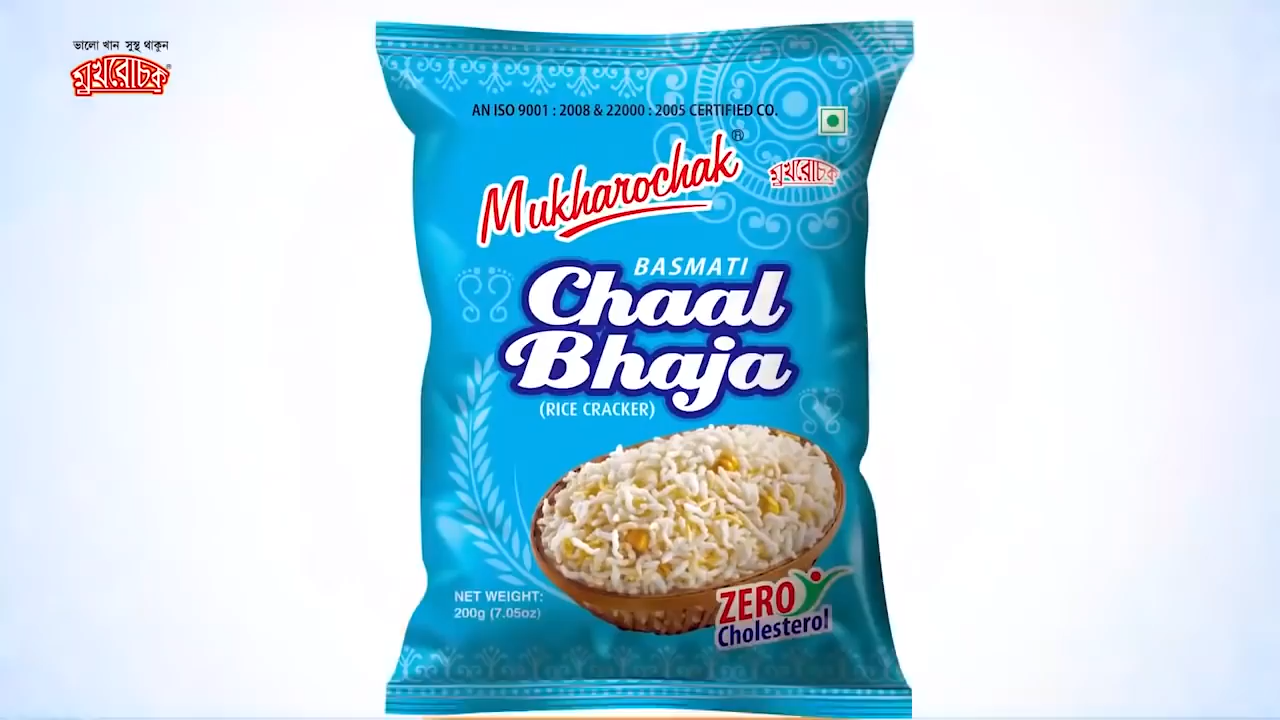 ভালো খান সুস্থ থাকুন
মুখরোচক®
AN ISO 9001 : 2008 & 22000 : 2005 CERTIFIED CO.
Mukharochak®
মুখরোচক
BASMATI
Chaal
Bhaja
(RICE CRACKER)
NET WEIGHT:
200g (7.05oz)
ZERO
Cholesterol